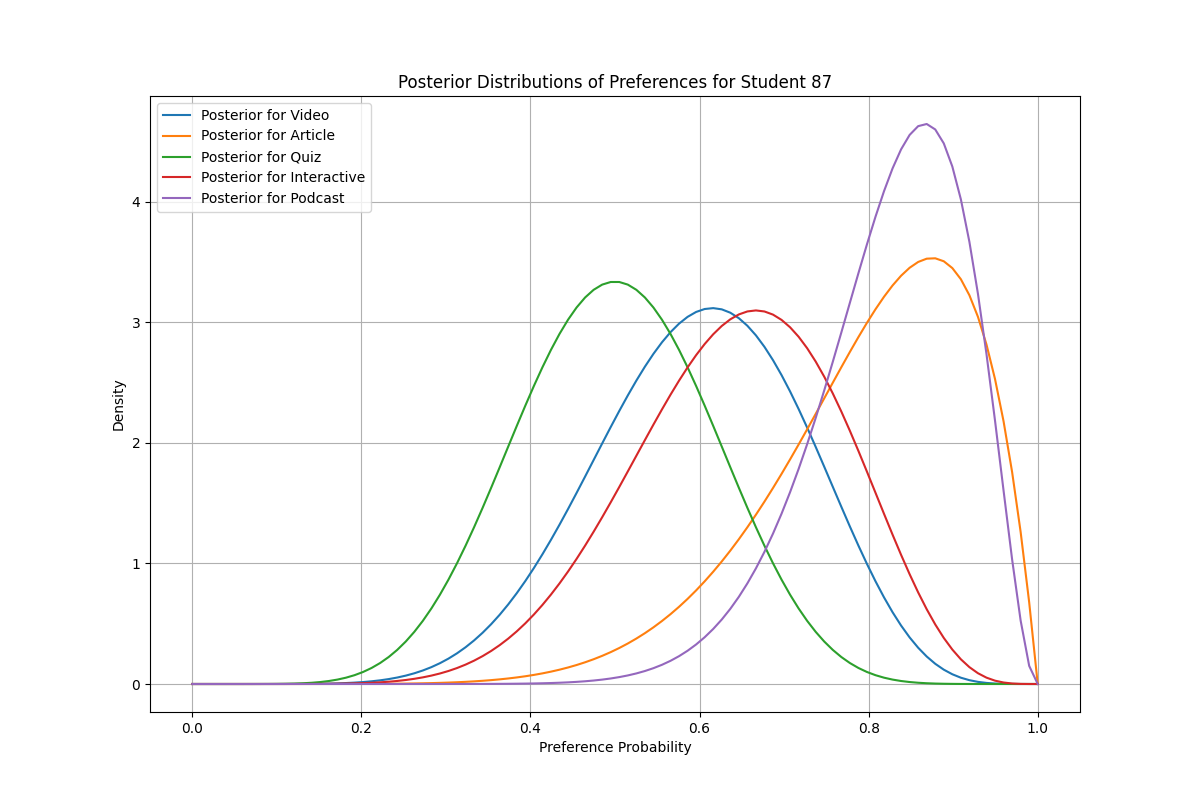 Posterior Distributions of Preferences for Student 87
Posterior for Video
Posterior for Article
Posterior for Quiz
Posterior for Interactive
Posterior for Podcast
4
3
2
1
0
Density
0.0 0.2 0.4 0.6 0.8 1.0
Preference Probability